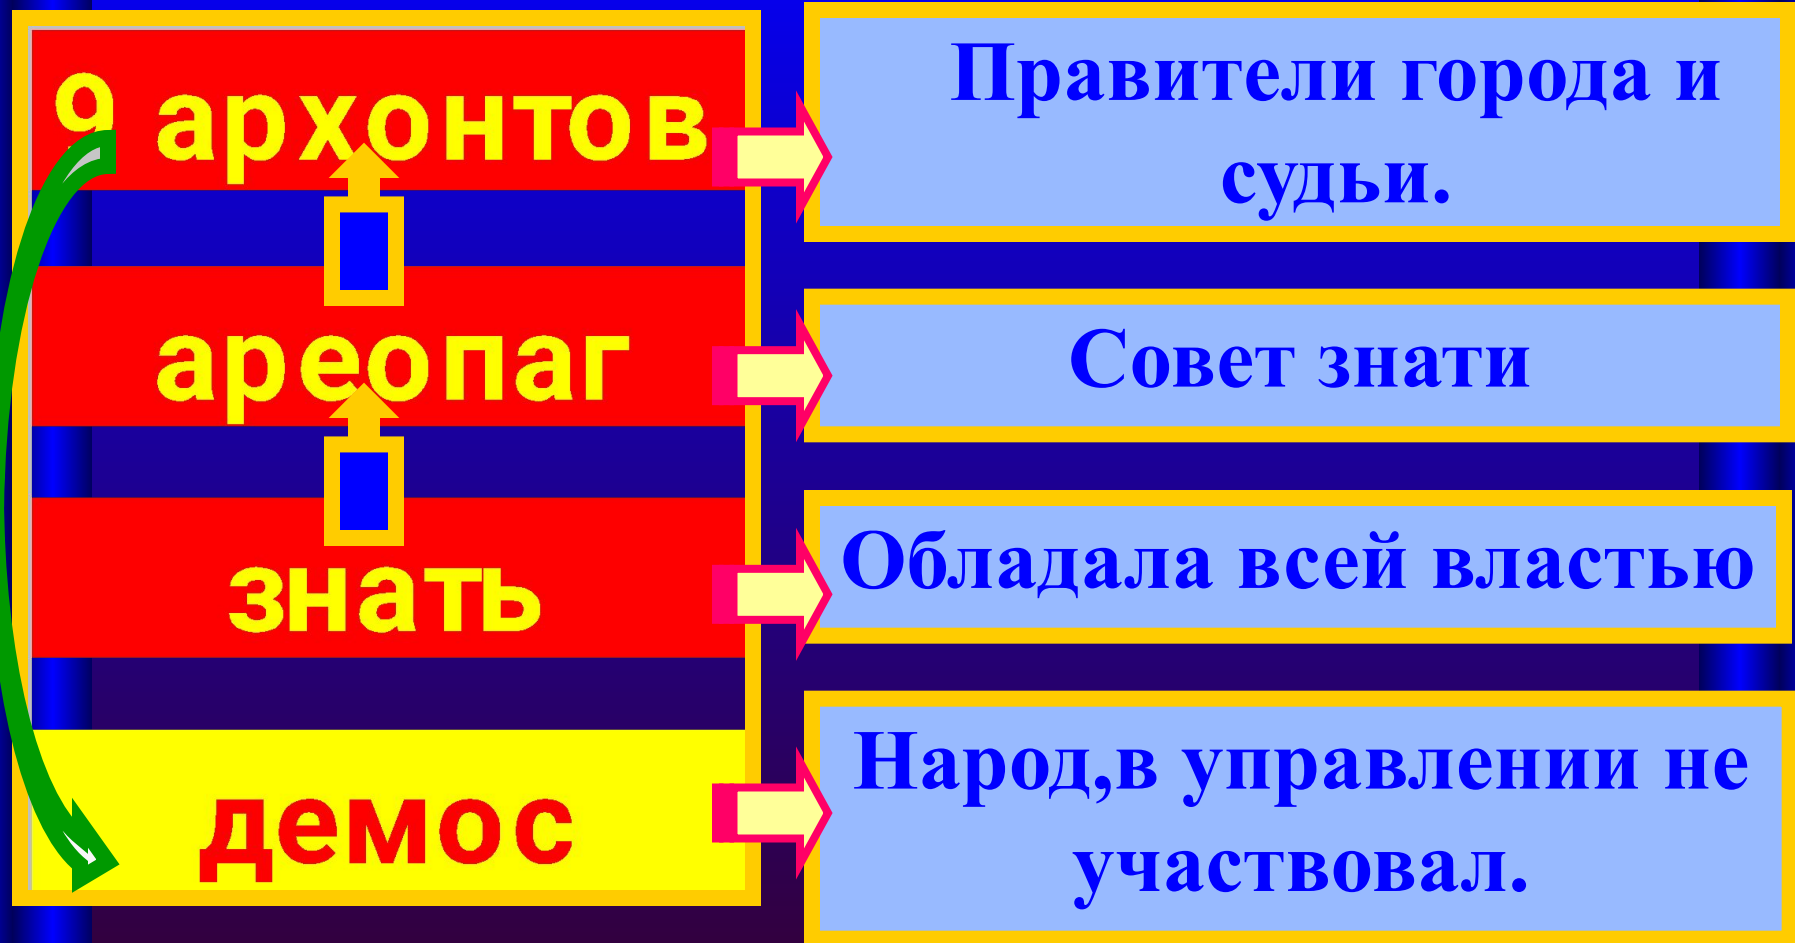 9 архонтов
Правители города и
судьи.
ареопаг
Совет знати
знать
Обладала всей властью
демос
Народ,в управлении не
участвовал.